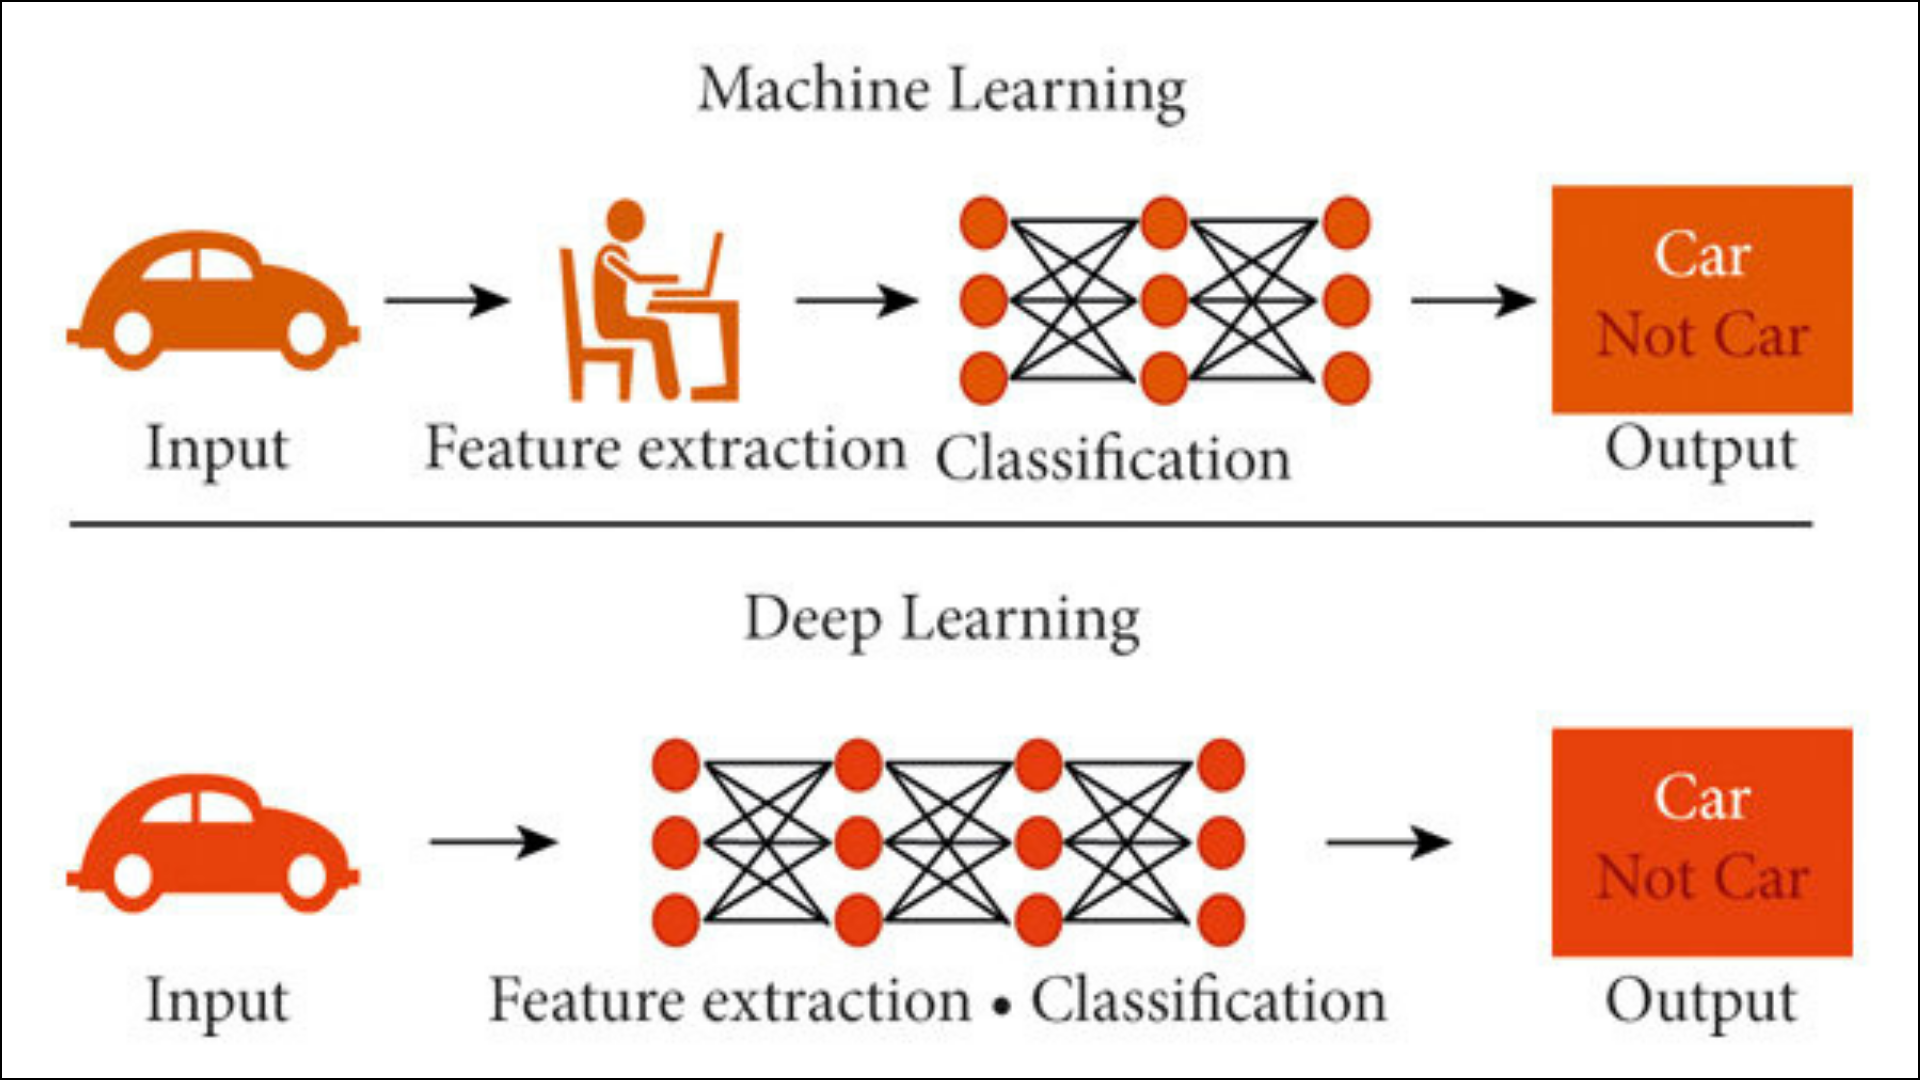 Machine Learning
Car
Not Car
Input
Feature extraction
Classification
Output
Deep Learning
Car
Not Car
Input
Feature extraction • Classification
Output